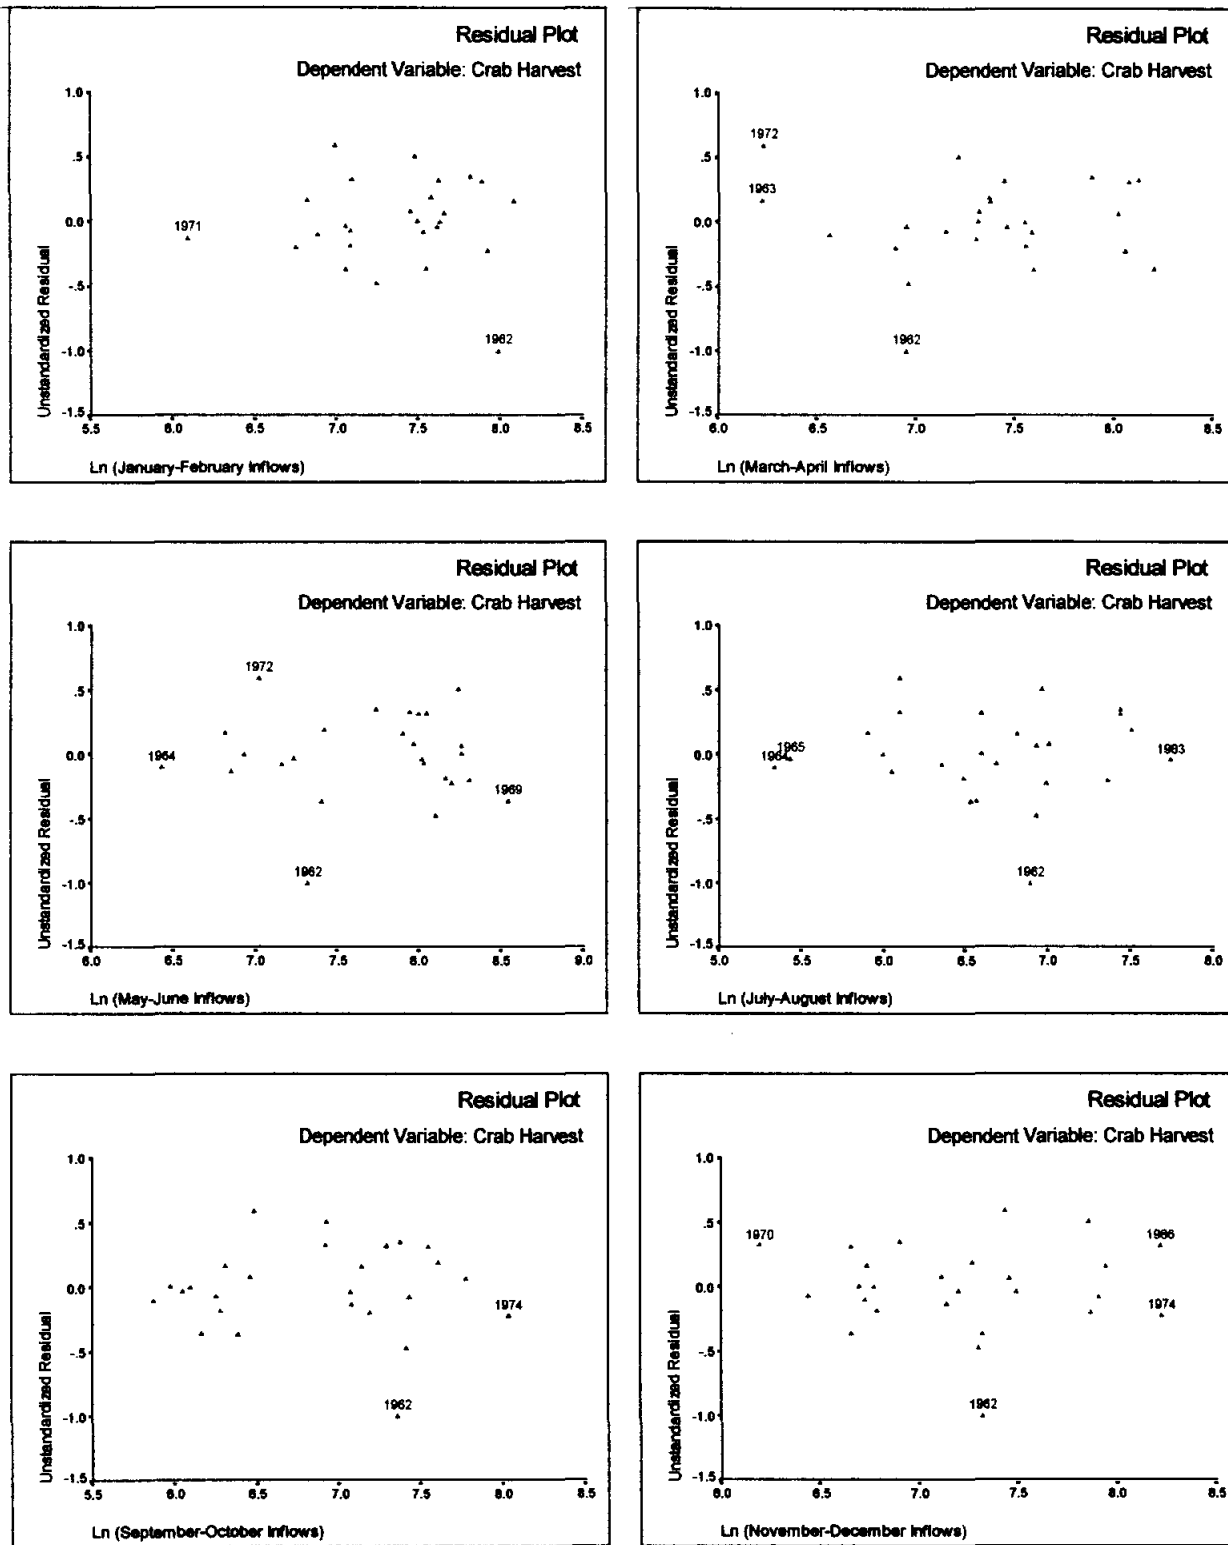 Residual Plot
Dependent Variable: Crab Harvest
1.0
.5
0.0
-.5
-1.0
-1.5
Unstandardized Residual
1971
1962
5.5 6.0 6.5 7.0 7.5 8.0 8.5
Ln (January-February Inflows)
Residual Plot
Dependent Variable: Crab Harvest
1.0
.5
0.0
-.5
-1.0
-1.5
Unstandardized Residual
1972
1963
1962
6.0 6.5 7.0 7.5 8.0 8.5
Ln (March-April Inflows)
Residual Plot
Dependent Variable: Crab Harvest
1.0
.5
0.0
-.5
-1.0
-1.5
Unstandardized Residual
1972
1964
1969
1962
6.0 6.5 7.0 7.5 8.0 8.5 9.0
Ln (May-June Inflows)
Residual Plot
Dependent Variable: Crab Harvest
1.0
.5
0.0
-.5
-1.0
-1.5
Unstandardized Residual
1965
1964
1983
1962
5.0 5.5 6.0 6.5 7.0 7.5 8.0
Ln (July-August Inflows)
Residual Plot
Dependent Variable: Crab Harvest
1.0
.5
0.0
-.5
-1.0
-1.5
Unstandardized Residual
1974
1962
5.5 6.0 6.5 7.0 7.5 8.0 8.5
Ln (September-October Inflows)
Residual Plot
Dependent Variable: Crab Harvest
1.0
.5
0.0
-.5
-1.0
-1.5
Unstandardized Residual
1970
1966
1974
1962
6.0 6.5 7.0 7.5 8.0 8.5
Ln (November-December Inflows)